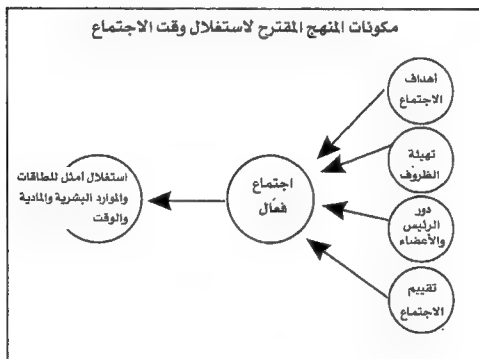 مكونات المنهج المقترح لاستغلال وقت الاجتماع
أهداف
الاجتماع
تهيئة
الظروف
دور
الرئيس
والأعضاء
تقييم
الاجتماع
اجتماع
فعّال
استغلال أمثل للطاقات
والموارد البشرية والمادية
والوقت